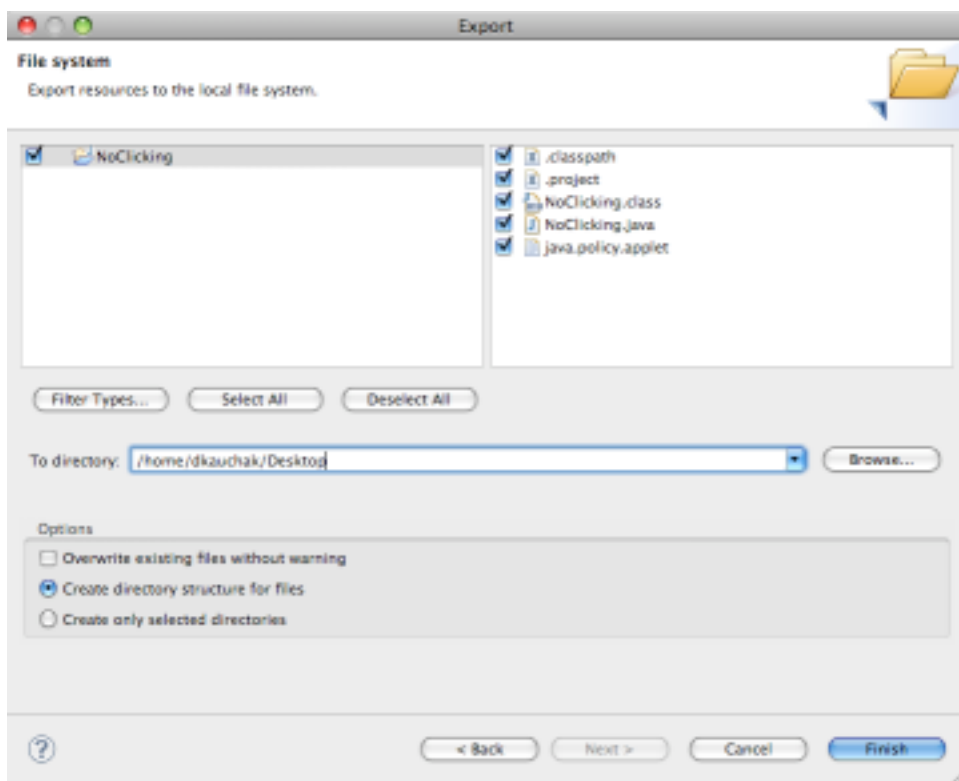 Export
File system
Export resources to the local file system.
NoClicking
.classpath
.project
NoClicking.class
NoClicking.java
java.policy.applet
Filter Types...
Select All
Deselect All
To directory: /home/dkauchak/Desktop
Browse...
Options
Overwrite existing files without warning
Create directory structure for files
Create only selected directories
?
< Back
Next >
Cancel
Finish